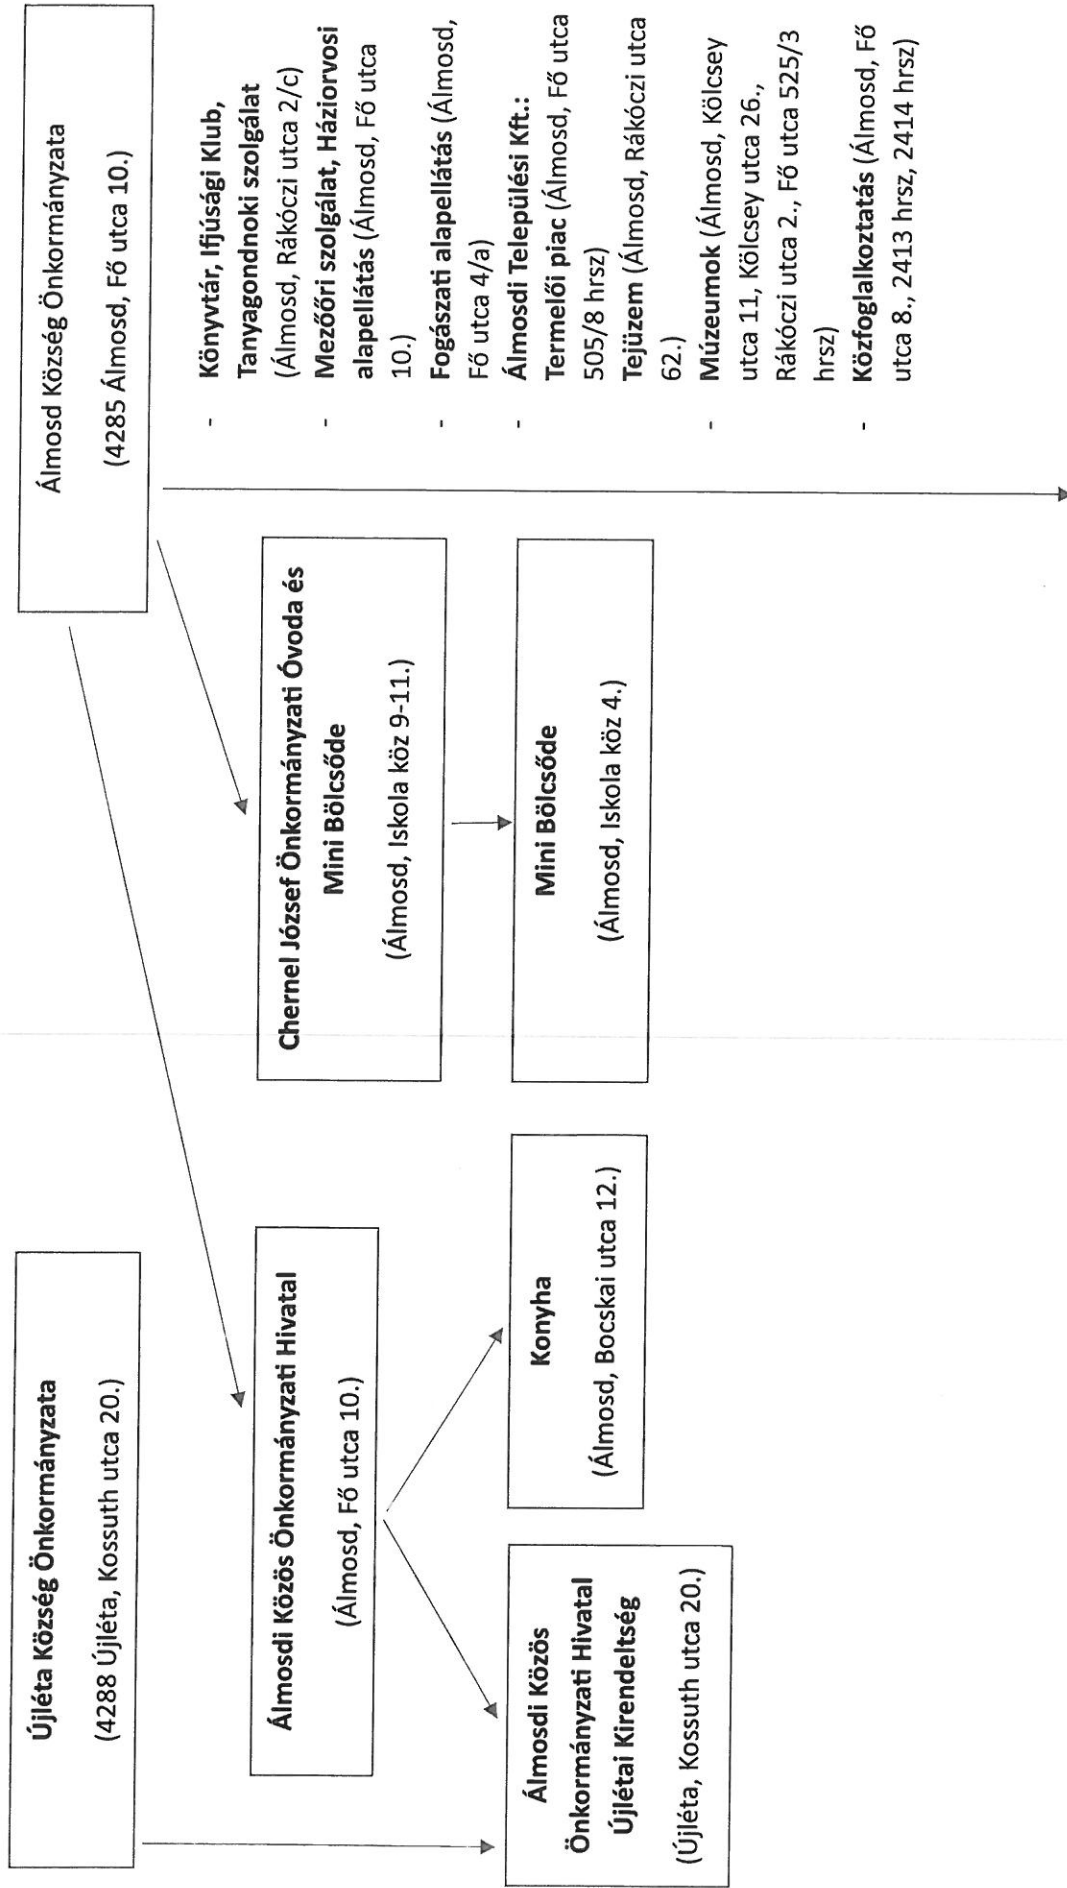 Újléta Község Önkormányzata
(4288 Újléta, Kossuth utca 20.)
Álmosd Község Önkormányzata
(4285 Álmosd, Fő utca 10.)
Álmosdi Közös Önkormányzati Hivatal
(Álmosd, Fő utca 10.)
Chernel József Önkormányzati Óvoda és
Mini Bölcsőde
(Álmosd, Iskola köz 9-11.)
Álmosdi Közös
Önkormányzati Hivatal
Újlétai Kirendeltség
(Újléta, Kossuth utca 20.)
Konyha
(Álmosd, Bocskai utca 12.)
Mini Bölcsőde
(Álmosd, Iskola köz 4.)
- Könyvtár, Ifjúsági Klub,
Tanyagondnoki szolgálat
(Álmosd, Rákóczi utca 2/c)
- Mezőőri szolgálat, Háziorvosi
alapellátás (Álmosd, Fő utca
10.)
- Fogászati alapellátás (Álmosd,
Fő utca 4/a)
- Álmosdi Települési Kft.:
Termelői piac (Álmosd, Fő utca
505/8 hrsz)
Tejüzem (Álmosd, Rákóczi utca
62.)
- Múzeumok (Álmosd, Kölcsey
utca 11, Kölcsey utca 26.,
Rákóczi utca 2., Fő utca 525/3
hrsz)
- Közfoglalkoztatás (Álmosd, Fő
utca 8., 2413 hrsz, 2414 hrsz)